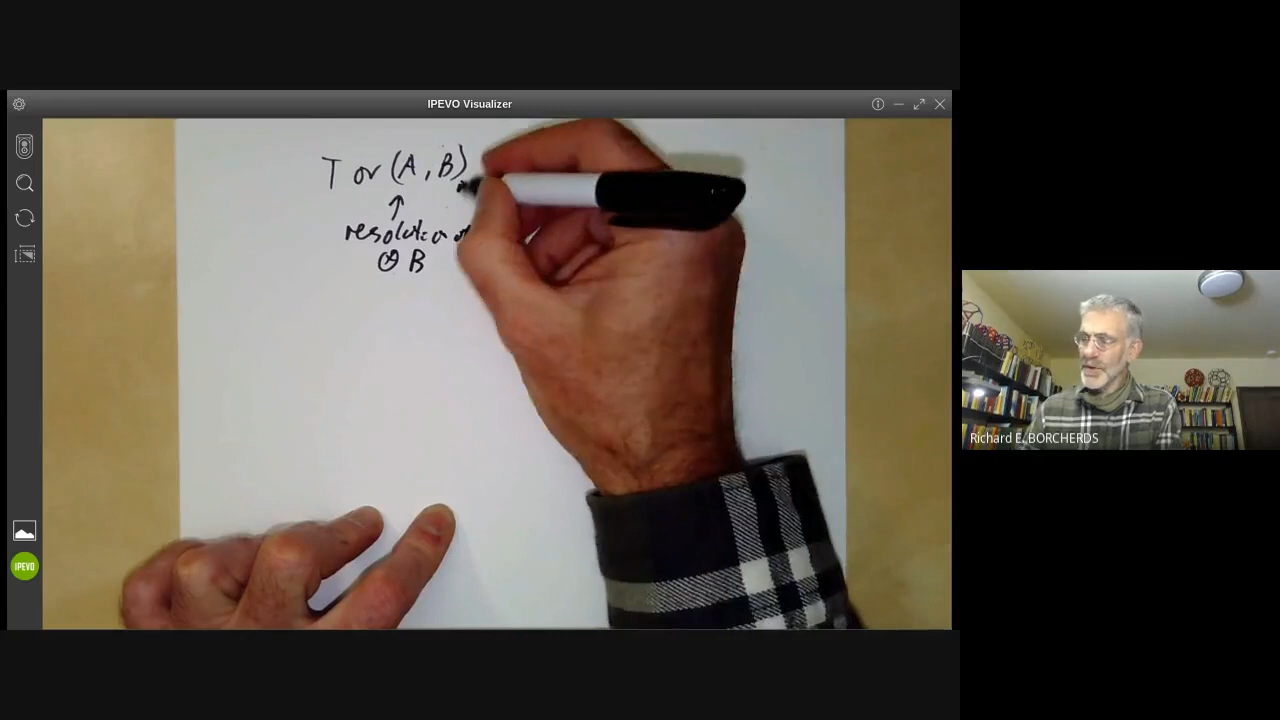 IPEVO Visualizer
Tor (A, B)
↑
resolution
⊗ B
IPEVO
Richard E. BORCHERDS